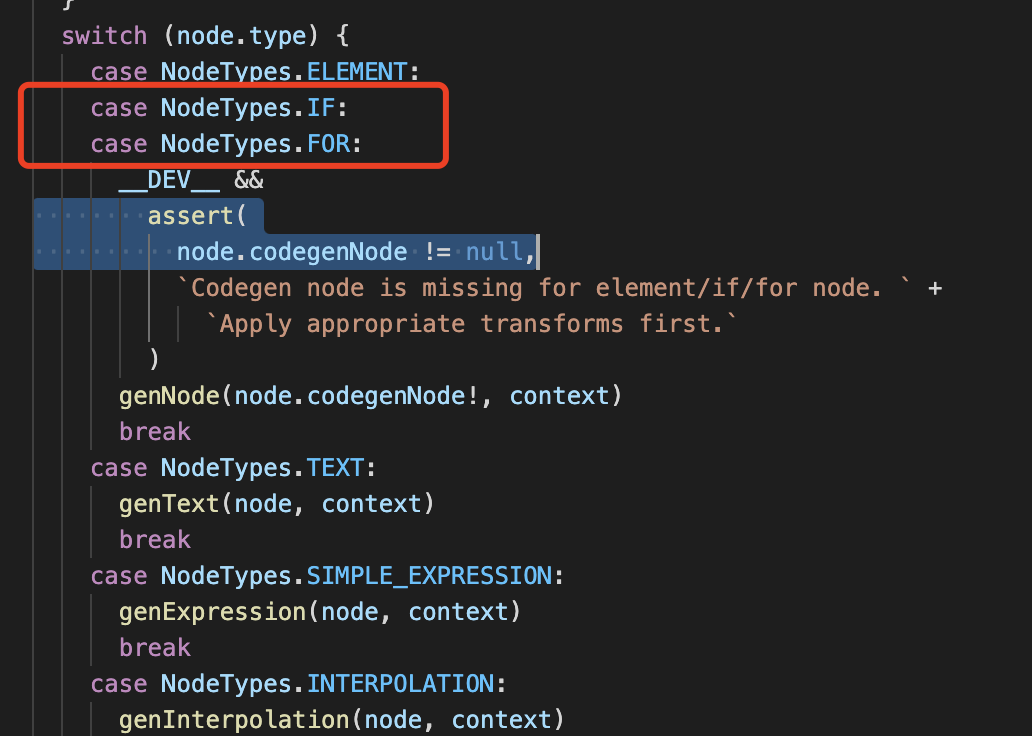 }
switch (node.type) {
case NodeTypes.ELEMENT:
case NodeTypes.IF:
case NodeTypes.FOR:
__DEV__ &&
assert(
node.codegenNode != null,
`Codegen node is missing for element/if/for node. ` +
`Apply appropriate transforms first.`
)
genNode(node.codegenNode!, context)
break
case NodeTypes.TEXT:
genText(node, context)
break
case NodeTypes.SIMPLE_EXPRESSION:
genExpression(node, context)
break
case NodeTypes.INTERPOLATION:
genInterpolation(node, context)